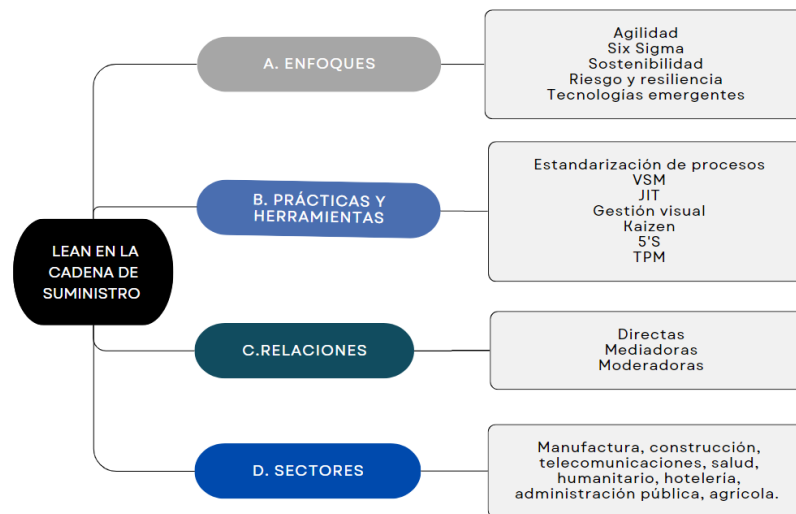 A. ENFOQUES
Agilidad
Six Sigma
Sostenibilidad
Riesgo y resiliencia
Tecnologías emergentes
B. PRÁCTICAS Y
HERRAMIENTAS
Estandarización de procesos
VSM
JIT
Gestión visual
Kaizen
5'S
TPM
LEAN EN LA
CADENA DE
SUMINISTRO
C.RELACIONES
Directas
Mediadoras
Moderadoras
D. SECTORES
Manufactura, construcción,
telecomunicaciones, salud,
humanitario, hotelería,
administración pública, agrícola.